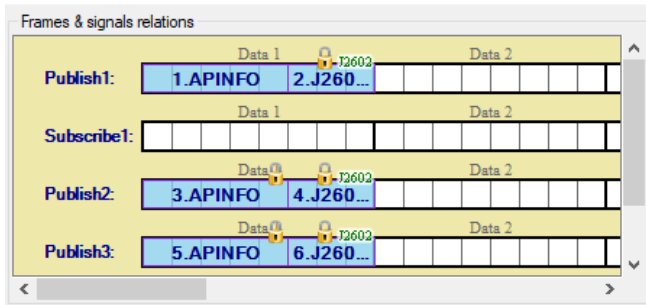 Frames & signals relations
Data 1 J2602 Data 2
Publish1: 1.APINFO 2.J260...
Data 1 Data 2
Subscribe1:
Data J2602 Data 2
Publish2: 3.APINFO 4.J260...
Data J2602 Data 2
Publish3: 5.APINFO 6.J260...